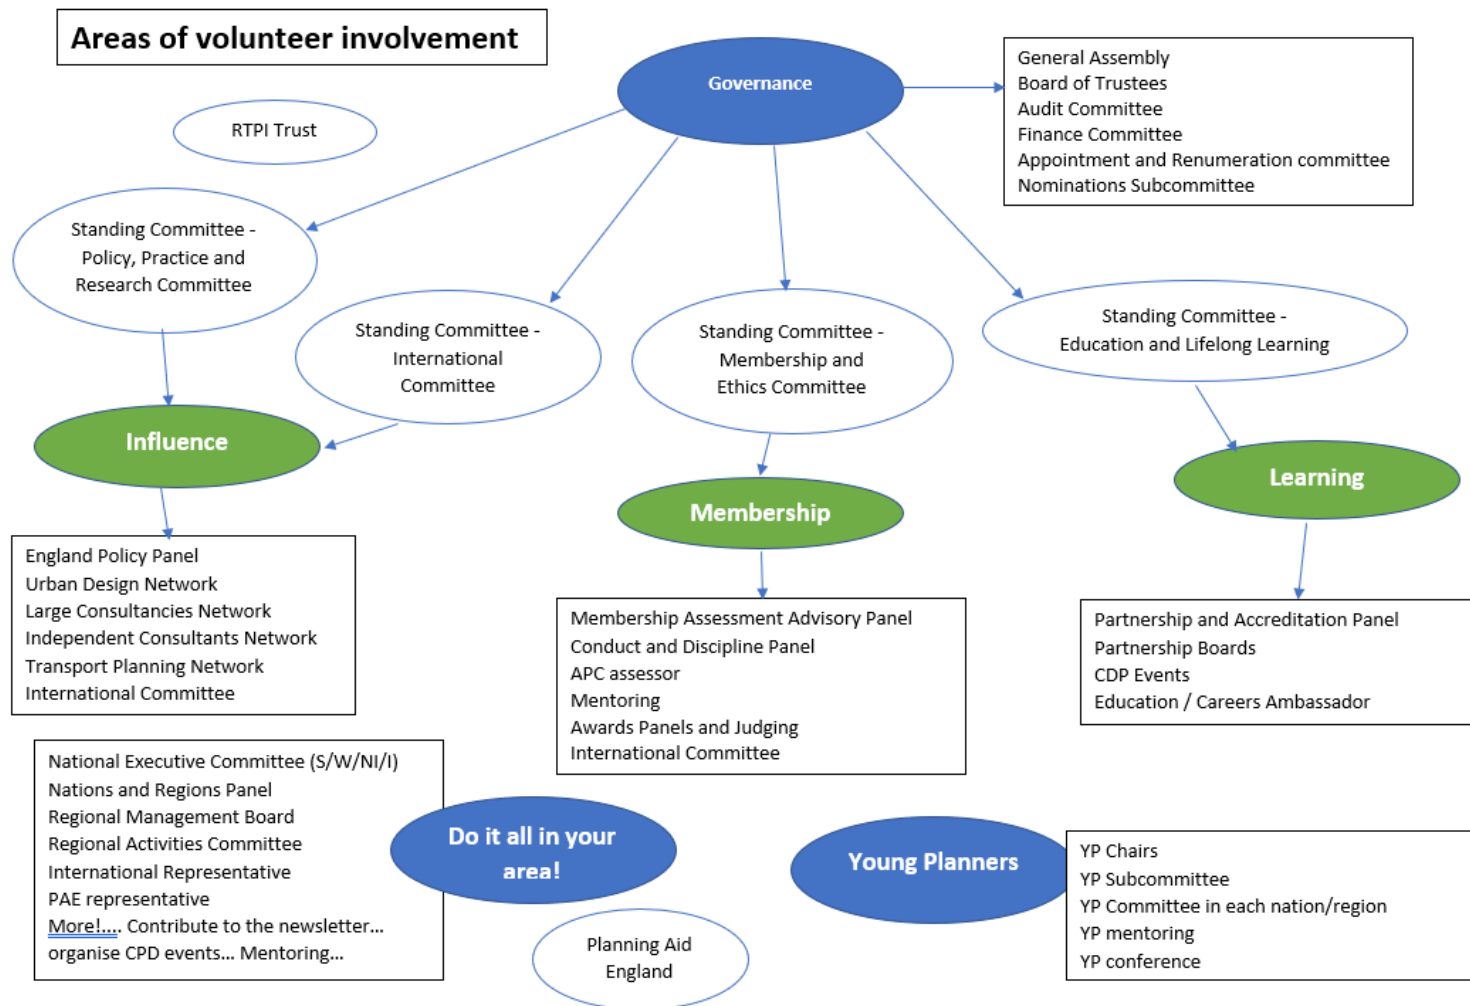 Areas of volunteer involvement
Governance
General Assembly
Board of Trustees
Audit Committee
Finance Committee
Appointment and Renumeration committee
Nominations Subcommittee
RTPI Trust
Standing Committee -
Policy, Practice and
Research Committee
Standing Committee -
International
Committee
Standing Committee -
Membership and
Ethics Committee
Standing Committee -
Education and Lifelong Learning
Influence
Membership
Learning
England Policy Panel
Urban Design Network
Large Consultancies Network
Independent Consultants Network
Transport Planning Network
International Committee
Membership Assessment Advisory Panel
Conduct and Discipline Panel
APC assessor
Mentoring
Awards Panels and Judging
International Committee
Partnership and Accreditation Panel
Partnership Boards
CDP Events
Education / Careers Ambassador
National Executive Committee (S/W/NI/I)
Nations and Regions Panel
Regional Management Board
Regional Activities Committee
International Representative
PAE representative
More!.... Contribute to the newsletter...
organise CPD events... Mentoring...
Do it all in your
area!
Planning Aid
England
Young Planners
YP Chairs
YP Subcommittee
YP Committee in each nation/region
YP mentoring
YP conference